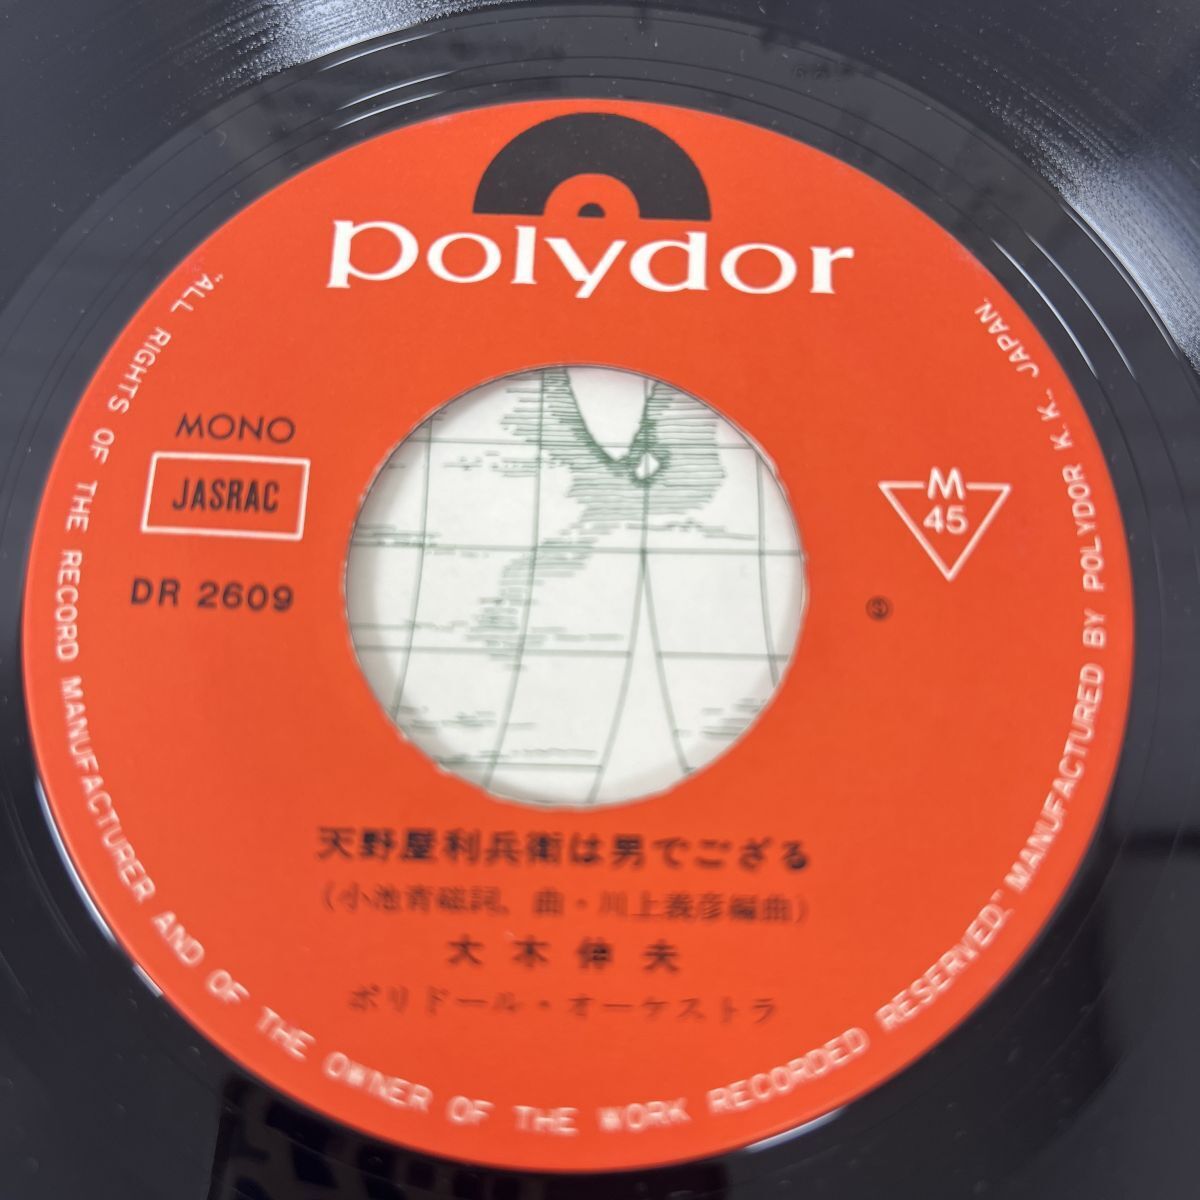 polydor
MONO
JASRAC
DR 2609
M
45
Ⓢ
天野屋利兵衛は男でござる
(小池青磁詞、曲・川上義彦編曲)
大木伸夫
ポリドール・オーケストラ
"ALL RIGHTS OF THE RECORD MANUFACTURER AND OF THE OWNER OF THE WORK RECORDED RESERVED." MANUFACTURED BY POLYDOR K. K., JAPAN.